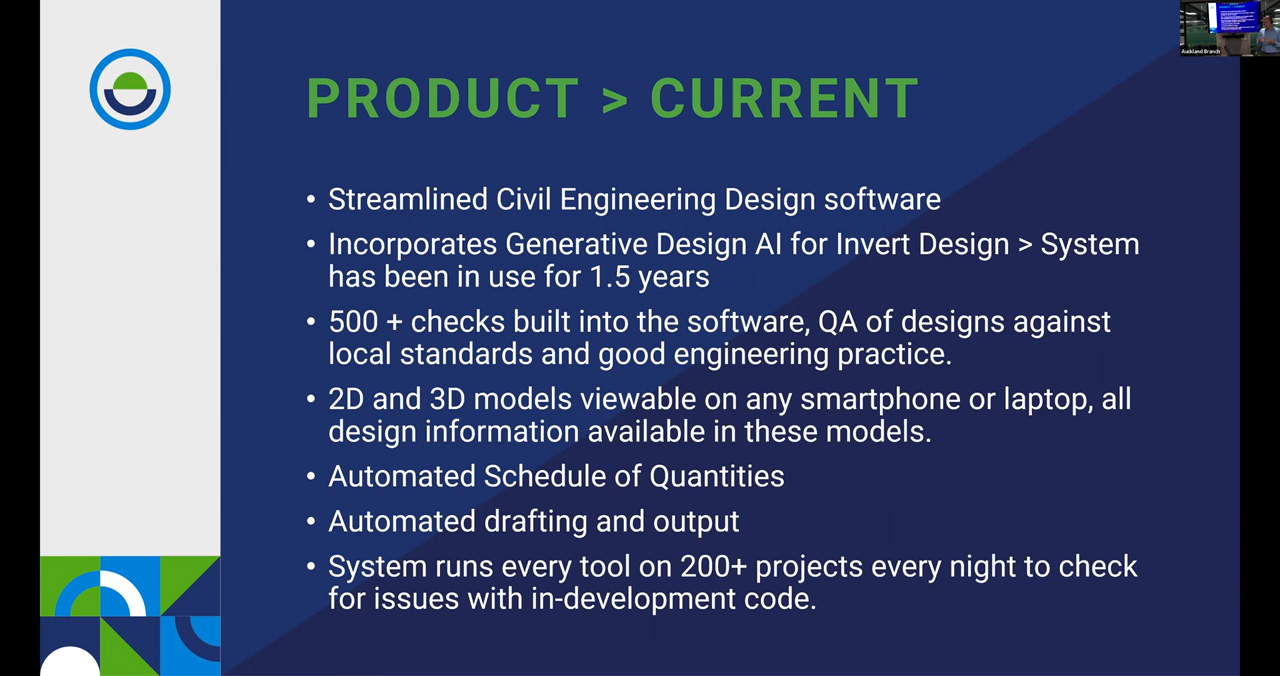 PRODUCT > CURRENT
• Streamlined Civil Engineering Design software
• Incorporates Generative Design AI for Invert Design > System
has been in use for 1.5 years
• 500 + checks built into the software, QA of designs against
local standards and good engineering practice.
• 2D and 3D models viewable on any smartphone or laptop, all
design information available in these models.
• Automated Schedule of Quantities
• Automated drafting and output
• System runs every tool on 200+ projects every night to check
for issues with in-development code.
Auckland Branch